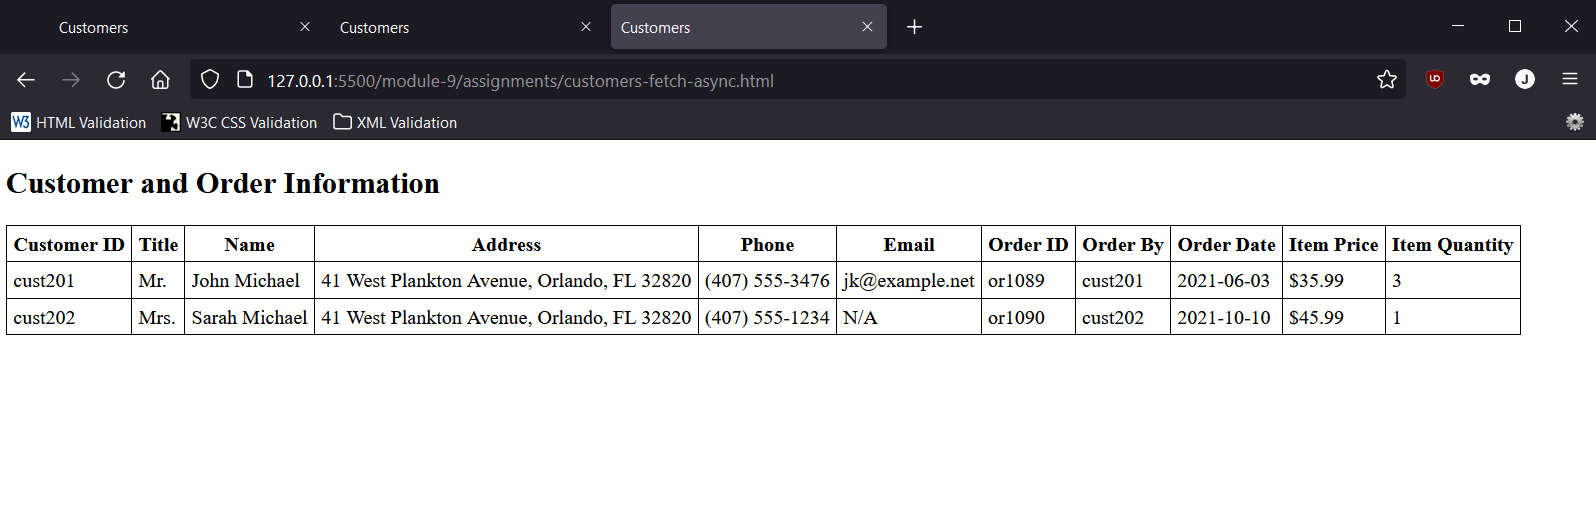 Customers Customers Customers
127.0.0.1:5500/module-9/assignments/customers-fetch-async.html J
W3 HTML Validation W3C CSS Validation XML Validation
Customer and Order Information
Customer ID Title Name Address Phone Email Order ID Order By Order Date Item Price Item Quantity
cust201 Mr. John Michael 41 West Plankton Avenue, Orlando, FL 32820 (407) 555-3476 jk@example.net or1089 cust201 2021-06-03 $35.99 3
cust202 Mrs. Sarah Michael 41 West Plankton Avenue, Orlando, FL 32820 (407) 555-1234 N/A or1090 cust202 2021-10-10 $45.99 1